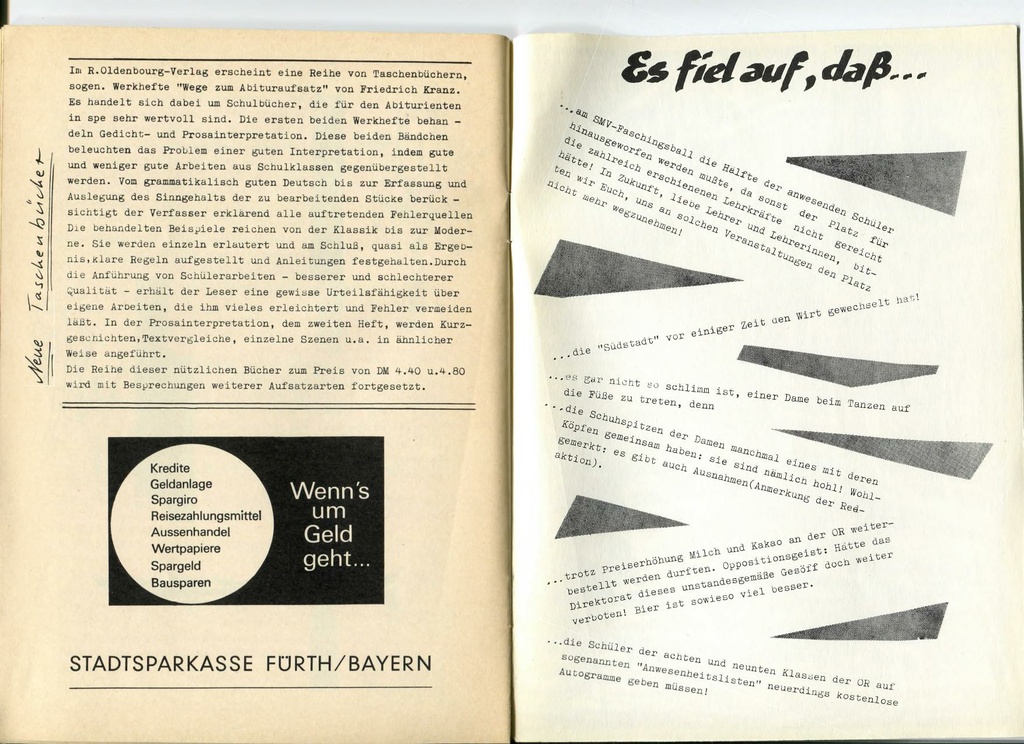 Neue Taschenbücher
Im R.Oldenbourg-Verlag erscheint eine Reihe von Taschenbüchern,
sogen. Werkhefte "Wege zum Abituraufsatz" von Friedrich Kranz.
Es handelt sich dabei um Schulbücher, die für den Abiturienten
in spe sehr wertvoll sind. Die ersten beiden Werkhefte behan -
deln Gedicht- und Prosainterpretation. Diese beiden Bändchen
beleuchten das Problem einer guten Interpretation, indem gute
und weniger gute Arbeiten aus Schulklassen gegenübergestellt
werden. Vom grammatikalisch guten Deutsch bis zur Erfassung und
Auslegung des Sinngehalts der zu bearbeitenden Stücke berück -
sichtigt der Verfasser erklärend alle auftretenden Fehlerquellen
Die behandelten Beispiele reichen von der Klassik bis zur Moder-
ne. Sie werden einzeln erlautert und am Schluß, quasi als Ergeb-
nis,klare Regeln aufgestellt und Anleitungen festgehalten.Durch
die Anführung von Schülerarbeiten - besserer und schlechterer
Qualität - erhält der Leser eine gewisse Urteilsfähigkeit über
eigene Arbeiten, die ihm vieles erleichtert und Fehler vermeiden
läßt. In der Prosainterpretation, dem zweiten Heft, werden Kurz-
geschichten,Textvergleiche, einzelne Szenen u.a. in ähnlicher
Weise angeführt.
Die Reihe dieser nützlichen Bücher zum Preis von DM 4.40 u.4.80
wird mit Besprechungen weiterer Aufsatzarten fortgesetzt.
Kredite
Geldanlage
Spargiro
Reisezahlungsmittel
Aussenhandel
Wertpapiere
Spargeld
Bausparen
Wenn's
um
Geld
geht...
STADTSPARKASSE FÜRTH/BAYERN
Es fiel auf, daß...
...am SMV-Faschingsball die Hälfte der anwesenden Schüler
hinausgeworfen werden mußte, da sonst der Platz für
die zahlreich erschienenen Lehrkräfte nicht gereicht
hätte! In Zukunft, liebe Lehrer und Lehrerinnen, bit-
ten wir Euch, uns an solchen Veranstaltungen den Platz
nicht mehr wegzunehmen!
...die "Südstadt" vor einiger Zeit den Wirt gewechselt hat!
...es gar nicht so schlimm ist, einer Dame beim Tanzen auf
die Füße zu treten, denn
...die Schuhspitzen der Damen manchmal eines mit deren
Köpfen gemeinsam haben: sie sind nämlich hohl! Wohl-
gemerkt: es gibt auch Ausnahmen(Anmerkung der Red-
aktion).
...trotz Preiserhöhung Milch und Kakao an der OR weiter-
bestellt werden durften. Oppositionsgeist: Hätte das
Direktorat dieses unstandesgemäße Gesöff doch weiter
verboten! Bier ist sowieso viel besser.
...die Schüler der achten und neunten Klassen der OR auf
sogenannten "Anwesenheitslisten" neuerdings kostenlose
Autogramme geben müssen!